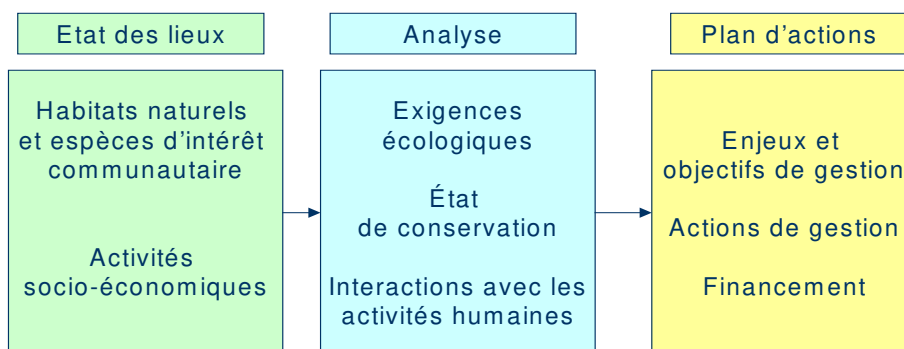 Etat des lieux
Analyse
Plan d'actions
Habitats naturels
et espèces d'intérêt
communautaire
Activités
socio-économiques
Exigences
écologiques
État
de conservation
Interactions avec les
activités humaines
Enjeux et
objectifs de gestion
Actions de gestion
Financement